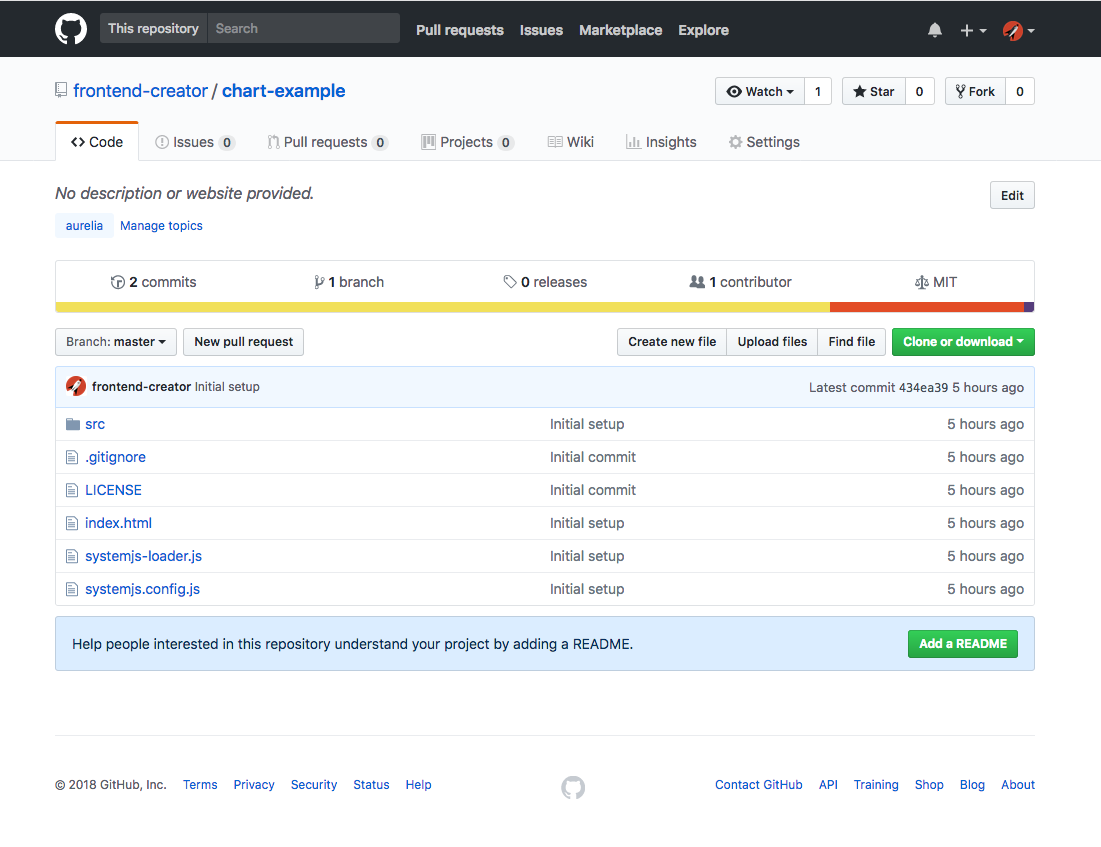 This repository Search Pull requests Issues Marketplace Explore
frontend-creator / chart-example Watch 1 Star 0 Fork 0
Code Issues 0 Pull requests 0 Projects 0 Wiki Insights Settings
No description or website provided. Edit
aurelia Manage topics
2 commits 1 branch 0 releases 1 contributor MIT
Branch: master New pull request Create new file Upload files Find file Clone or download
frontend-creator Initial setup Latest commit 434ea39 5 hours ago
src Initial setup 5 hours ago
.gitignore Initial commit 5 hours ago
LICENSE Initial commit 5 hours ago
index.html Initial setup 5 hours ago
systemjs-loader.js Initial setup 5 hours ago
systemjs.config.js Initial setup 5 hours ago
Help people interested in this repository understand your project by adding a README. Add a README
© 2018 GitHub, Inc. Terms Privacy Security Status Help Contact GitHub API Training Shop Blog About